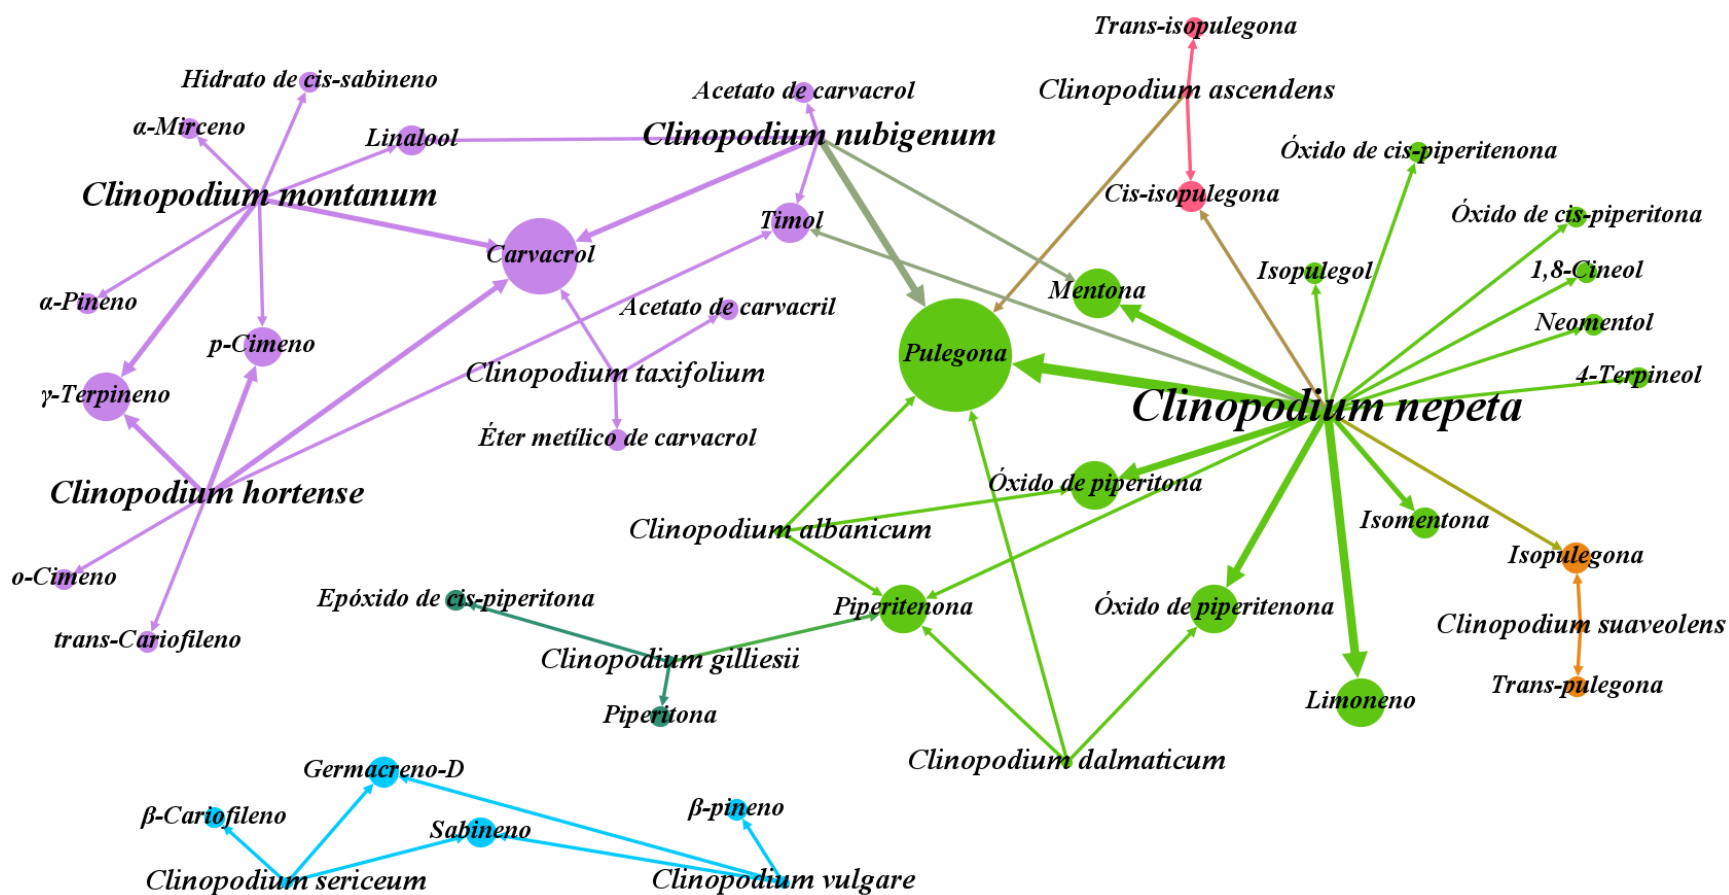 Trans-isopulegona
Hidrato de cis-sabineno
Acetato de carvacrol
Clinopodium ascendens
α-Mirceno
Linalool
Clinopodium nubigenum
Óxido de cis-piperitenona
Clinopodium montanum
Cis-isopulegona
Óxido de cis-piperitona
Timol
Carvacrol
Isopulegol
1,8-Cineol
Mentona
α-Pineno
Acetato de carvacril
Neomentol
p-Cimeno
Pulegona
Clinopodium taxifolium
4-Terpineol
γ-Terpineno
Clinopodium nepeta
Éter metílico de carvacrol
Óxido de piperitona
Clinopodium hortense
Isomentona
Clinopodium albanicum
Isopulegona
o-Cimeno
Epóxido de cis-piperitona
Piperitenona
Óxido de piperitenona
Clinopodium suaveolens
trans-Cariofileno
Clinopodium gilliesii
Trans-pulegona
Limoneno
Piperitona
Clinopodium dalmaticum
Germacreno-D
β-pineno
β-Cariofileno
Sabineno
Clinopodium sericeum
Clinopodium vulgare